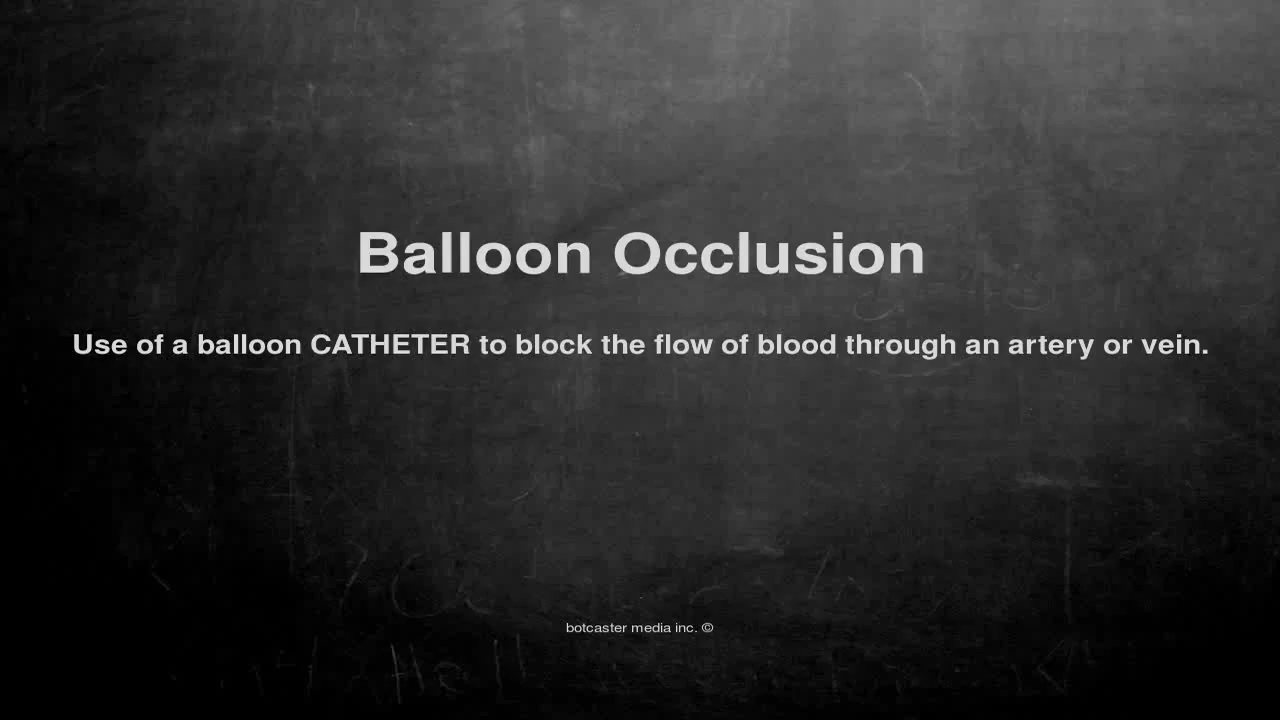 Balloon Occlusion
Use of a balloon CATHETER to block the flow of blood through an artery or vein.
botcaster media inc. ©